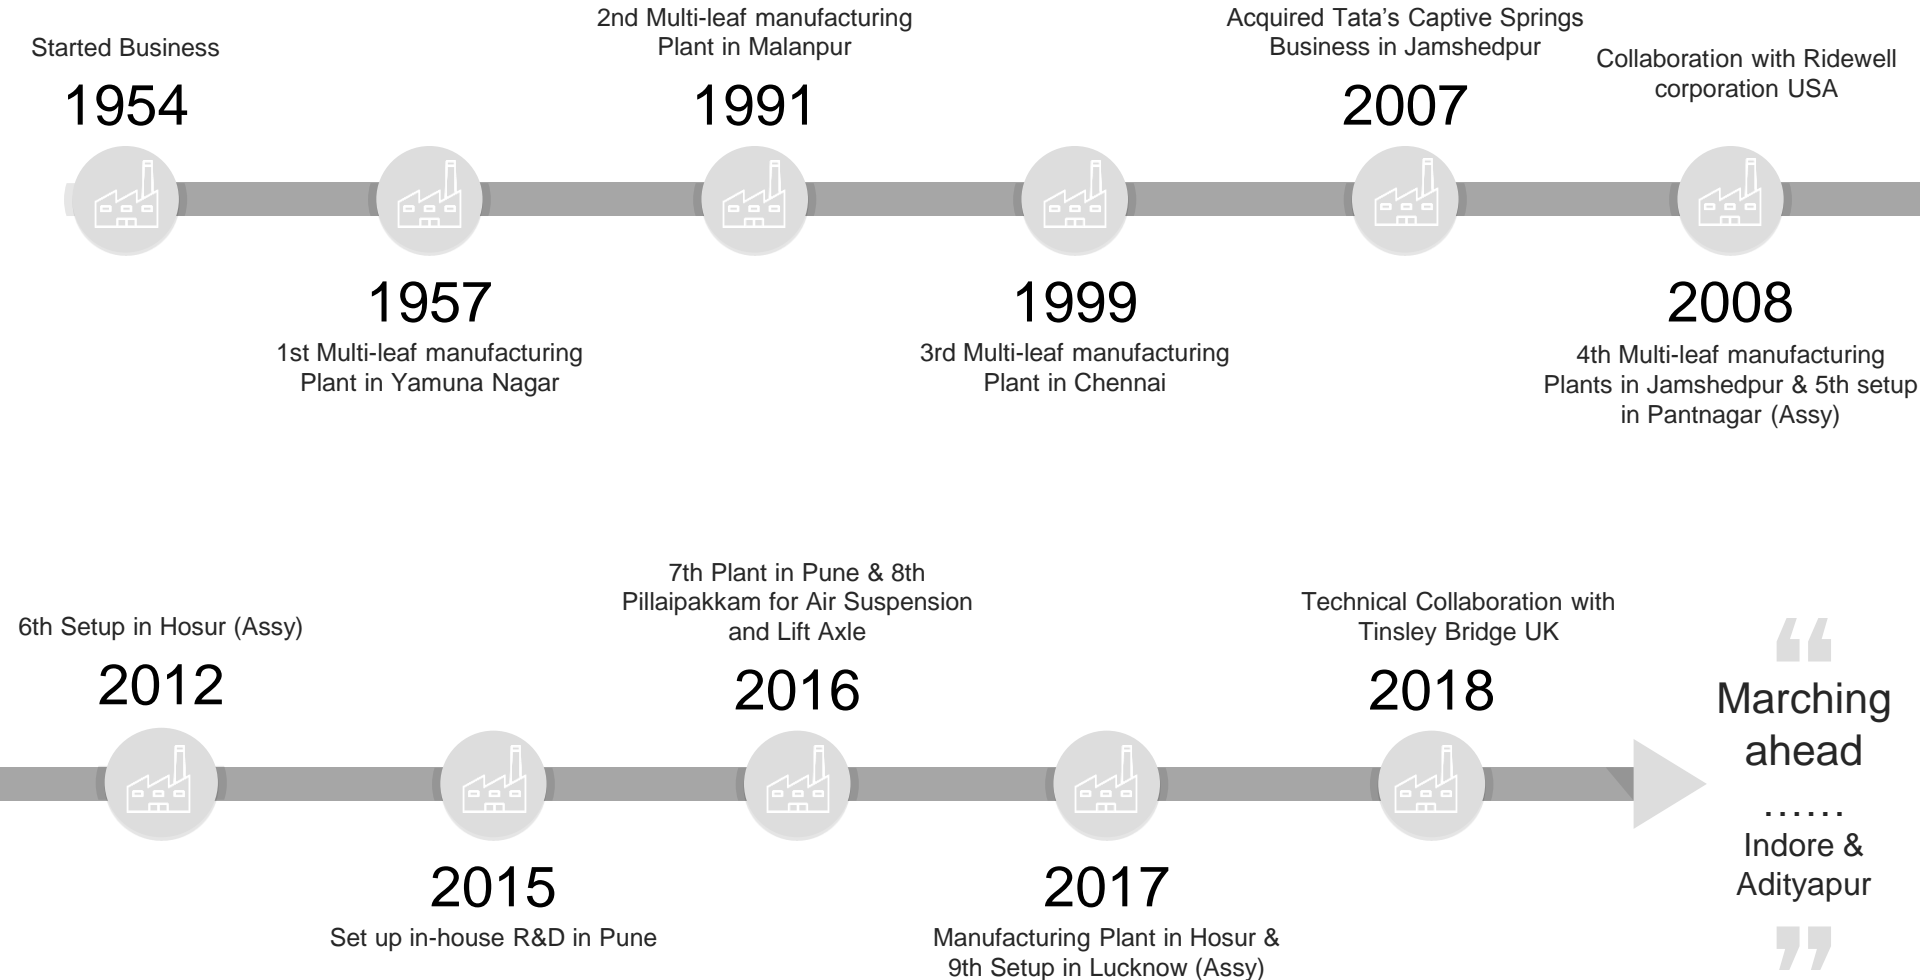 Started Business
1954
1957
1st Multi-leaf manufacturing
Plant in Yamuna Nagar
2nd Multi-leaf manufacturing
Plant in Malanpur
1991
1999
3rd Multi-leaf manufacturing
Plant in Chennai
Acquired Tata’s Captive Springs
Business in Jamshedpur
2007
Collaboration with Ridewell
corporation USA
2008
4th Multi-leaf manufacturing
Plants in Jamshedpur & 5th setup
in Pantnagar (Assy)
6th Setup in Hosur (Assy)
2012
2015
Set up in-house R&D in Pune
7th Plant in Pune & 8th
Pillaipakkam for Air Suspension
and Lift Axle
2016
2017
Manufacturing Plant in Hosur &
9th Setup in Lucknow (Assy)
Technical Collaboration with
Tinsley Bridge UK
2018
“
Marching
ahead
……
Indore &
Adityapur
”